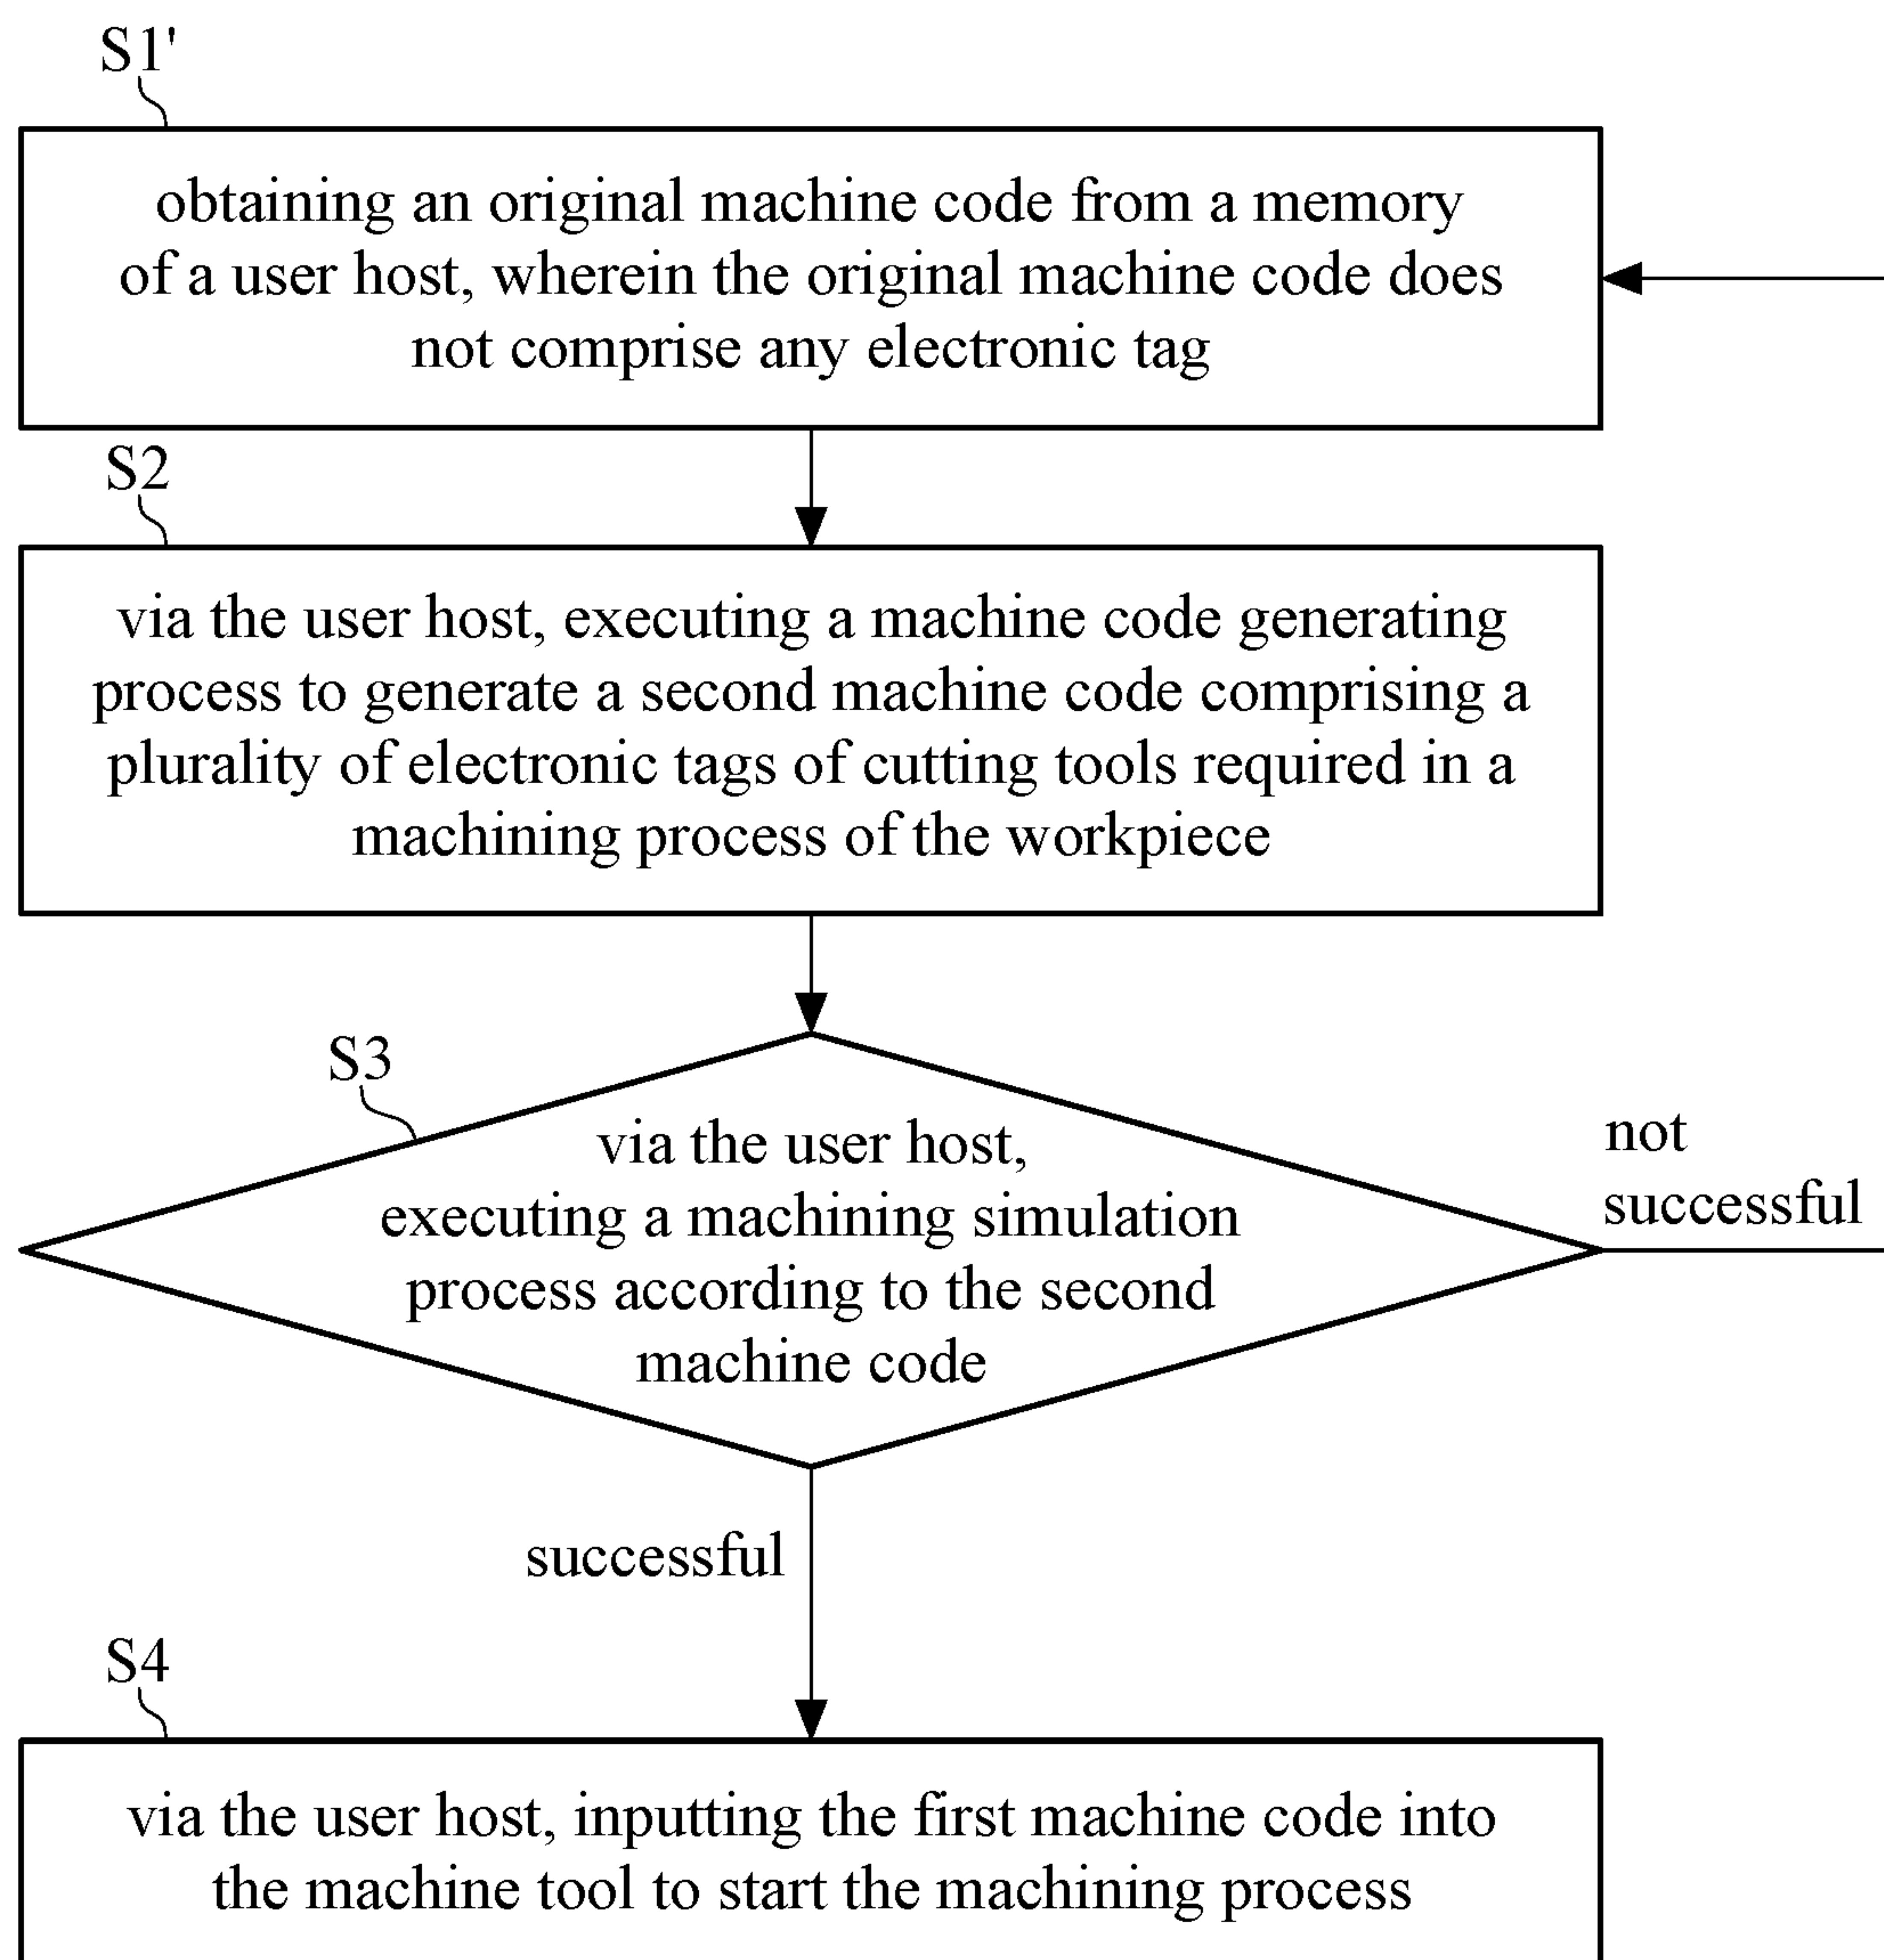 S1'
obtaining an original machine code from a memory
of a user host, wherein the original machine code does
not comprise any electronic tag
S2
via the user host, executing a machine code generating
process to generate a second machine code comprising a
plurality of electronic tags of cutting tools required in a
machining process of the workpiece
S3
via the user host,
executing a machining simulation
process according to the second
machine code
not
successful
successful
S4
via the user host, inputting the first machine code into
the machine tool to start the machining process